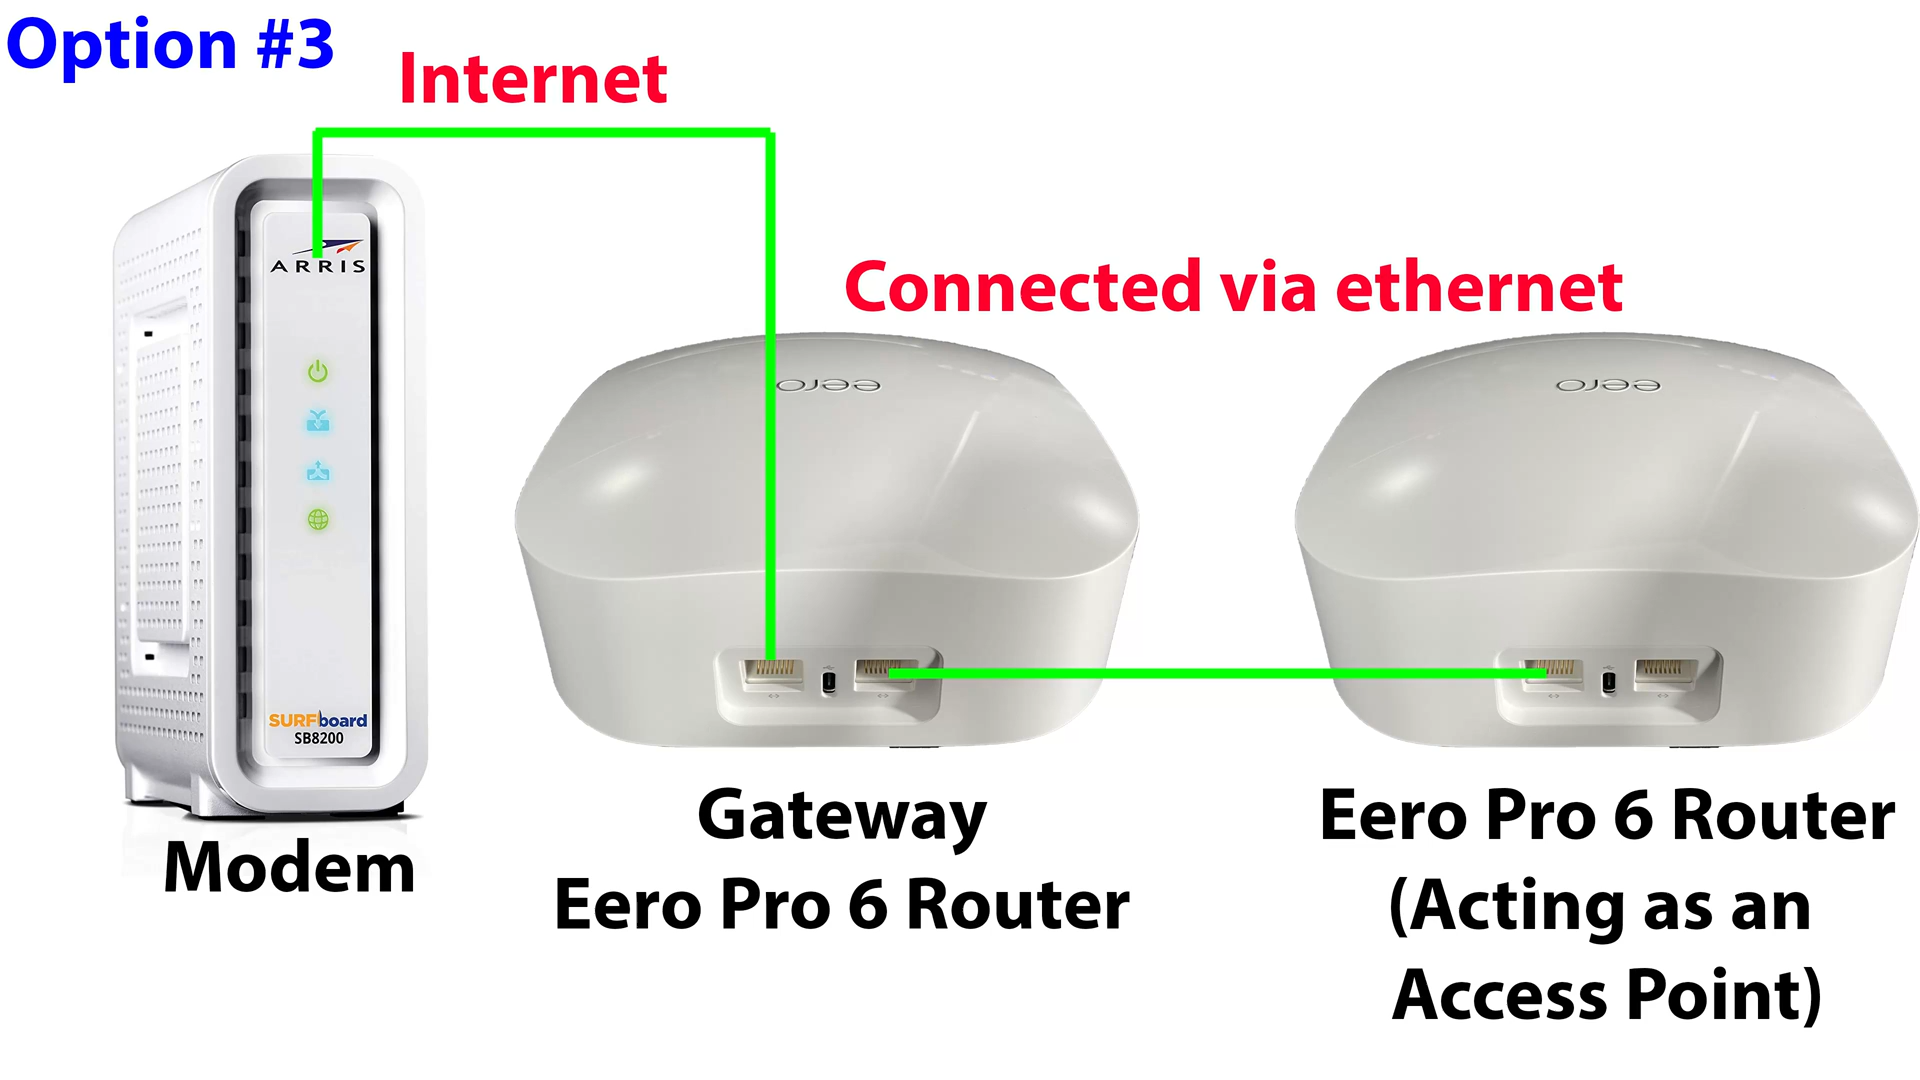 Option #3
Internet
ARRIS
Connected via ethernet
eero
eero
SURFboard
SB8200
Modem
Gateway
Eero Pro 6 Router
Eero Pro 6 Router
(Acting as an
Access Point)